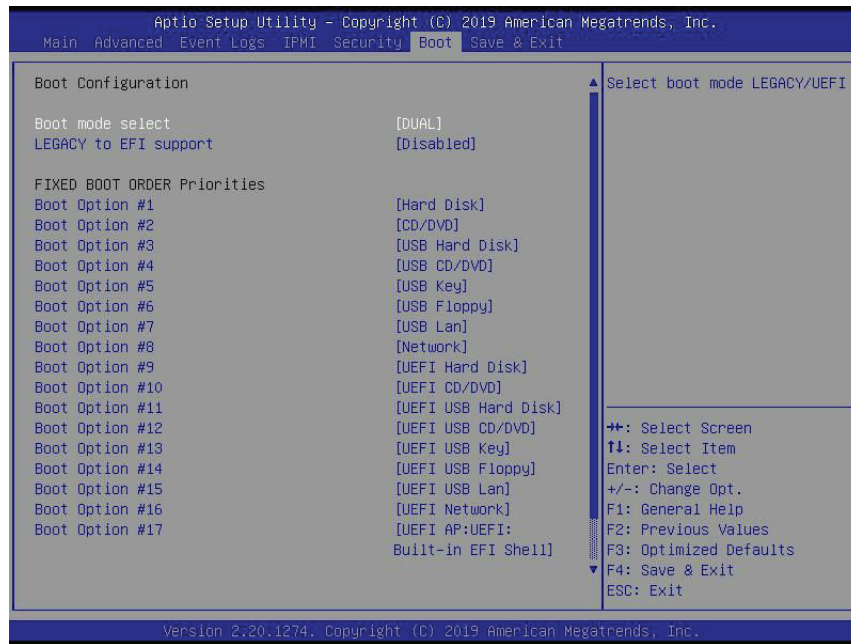 Aptio Setup Utility – Copyright (C) 2019 American Megatrends, Inc.
Main Advanced Event Logs IPMI Security Boot Save & Exit
Boot Configuration
Boot mode select [DUAL]
LEGACY to EFI support [Disabled]
FIXED BOOT ORDER Priorities
Boot Option #1 [Hard Disk]
Boot Option #2 [CD/DVD]
Boot Option #3 [USB Hard Disk]
Boot Option #4 [USB CD/DVD]
Boot Option #5 [USB Key]
Boot Option #6 [USB Floppy]
Boot Option #7 [USB Lan]
Boot Option #8 [Network]
Boot Option #9 [UEFI Hard Disk]
Boot Option #10 [UEFI CD/DVD]
Boot Option #11 [UEFI USB Hard Disk]
Boot Option #12 [UEFI USB CD/DVD]
Boot Option #13 [UEFI USB Key]
Boot Option #14 [UEFI USB Floppy]
Boot Option #15 [UEFI USB Lan]
Boot Option #16 [UEFI Network]
Boot Option #17 [UEFI AP:UEFI:
Built-in EFI Shell]
Select boot mode LEGACY/UEFI
→←: Select Screen
↑↓: Select Item
Enter: Select
+/-: Change Opt.
F1: General Help
F2: Previous Values
F3: Optimized Defaults
F4: Save & Exit
ESC: Exit
Version 2.20.1274. Copyright (C) 2019 American Megatrends, Inc.